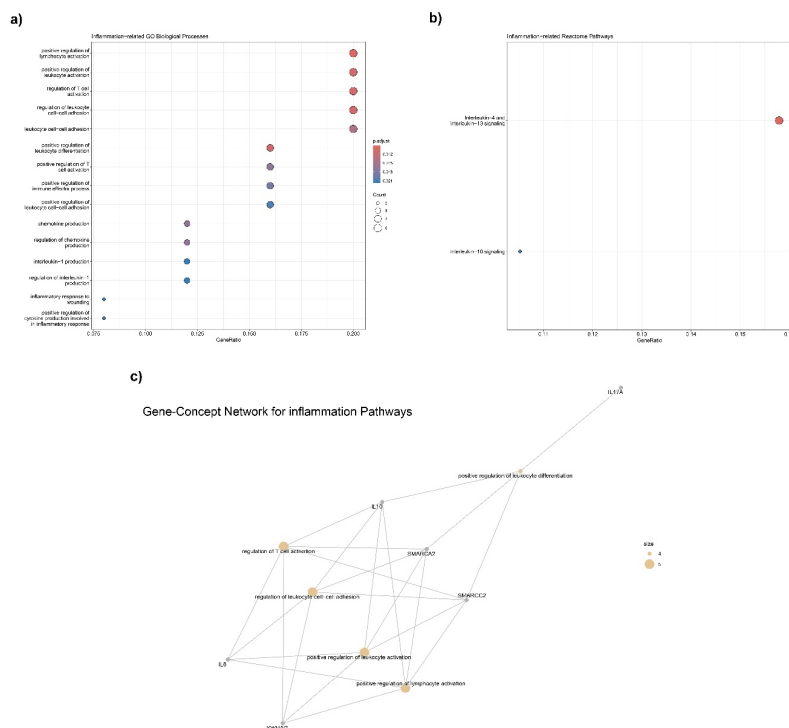 a)
Inflammation-related GO Biological Processes
positive regulation of
lymphocyte activation
positive regulation of
leukocyte activation
regulation of T cell
activation
regulation of leukocyte
cell-cell adhesion
leukocyte cell-cell adhesion
positive regulation of
leukocyte differentiation
positive regulation of T
cell activation
positive regulation of
immune effector process
positive regulation of
leukocyte cell-cell adhesion
chemokine production
regulation of chemokine
production
interleukin-1 production
regulation of interleukin-1
production
inflammatory response to
wounding
positive regulation of
cytokine production involved
in inflammatory response
0.075
0.100
0.125
0.150
0.175
0.200
GeneRatio
p.adjust
Count
b)
Inflammation-related Reactome Pathways
Interleukin-4 and
Interleukin-13 signaling
Interleukin-10 signaling
0.11
0.12
0.13
0.14
0.15
GeneRatio
c)
Gene-Concept Network for inflammation Pathways
IL17A
positive regulation of leukocyte differentiation
IL10
regulation of T cell
SMARCA2
regulation of leukocyte cell-cell adhesion
SMARCC2
positive regulation of leukocyte activation
IL6
positive regulation of lymphocyte activation
size
4
5